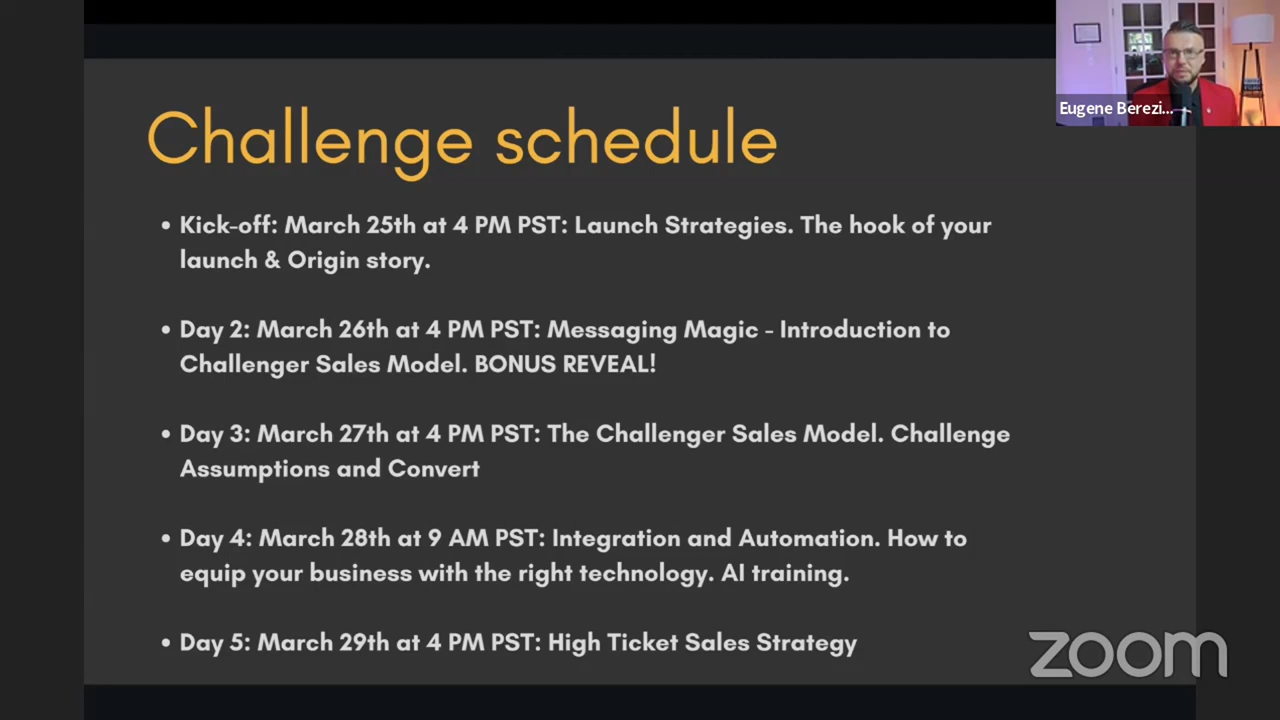 Challenge schedule
Eugene Berezi...
• Kick-off: March 25th at 4 PM PST: Launch Strategies. The hook of your
launch & Origin story.
• Day 2: March 26th at 4 PM PST: Messaging Magic - Introduction to
Challenger Sales Model. BONUS REVEAL!
• Day 3: March 27th at 4 PM PST: The Challenger Sales Model. Challenge
Assumptions and Convert
• Day 4: March 28th at 9 AM PST: Integration and Automation. How to
equip your business with the right technology. AI training.
• Day 5: March 29th at 4 PM PST: High Ticket Sales Strategy
zoom